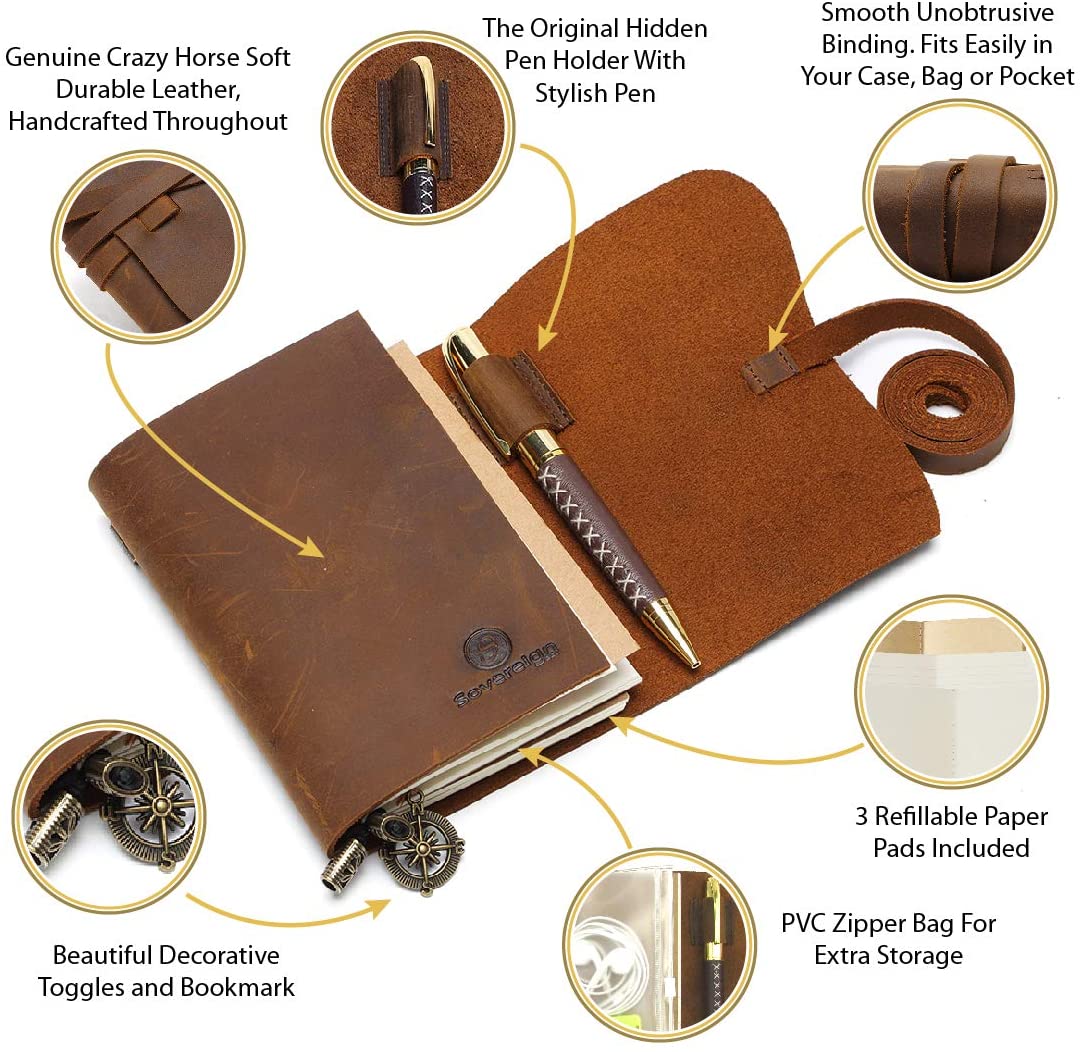 Genuine Crazy Horse Soft
Durable Leather,
Handcrafted Throughout
The Original Hidden
Pen Holder With
Stylish Pen
Smooth Unobtrusive
Binding. Fits Easily in
Your Case, Bag or Pocket
S
Sovereign
3 Refillable Paper
Pads Included
PVC Zipper Bag For
Extra Storage
Beautiful Decorative
Toggles and Bookmark